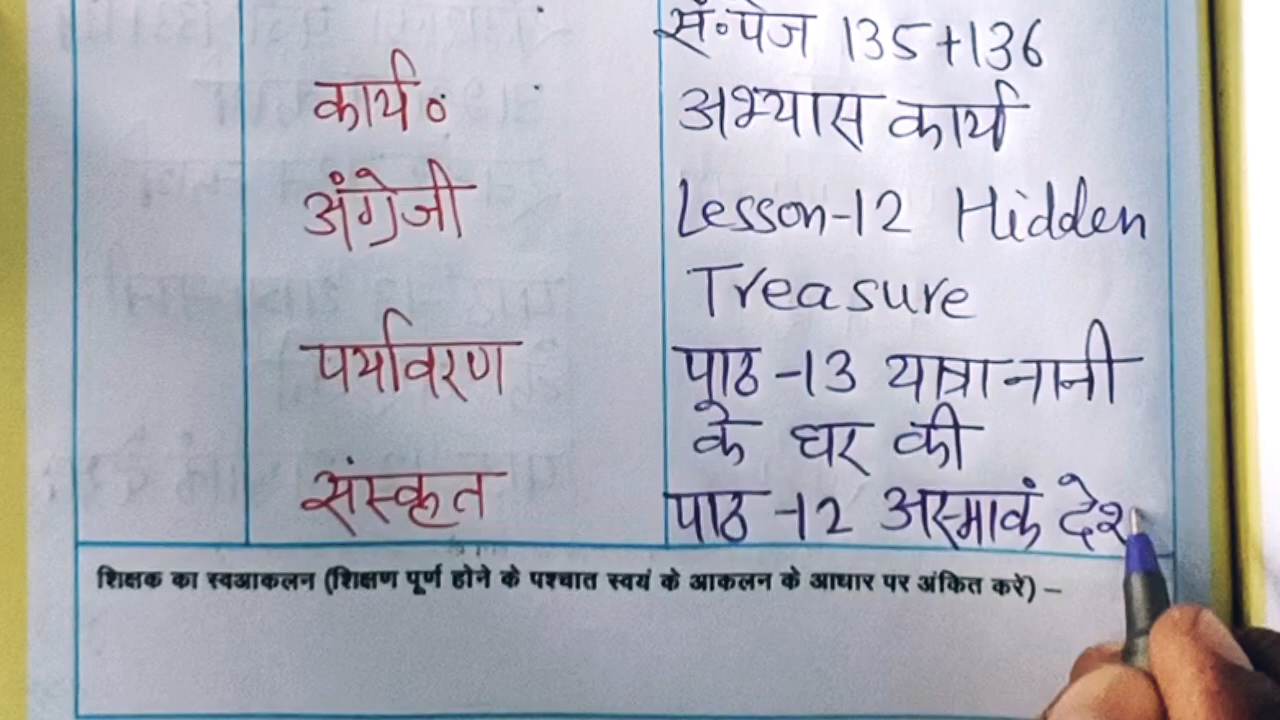 सं॰पेज 135+136
कार्य॰ अभ्यास कार्य
अंग्रेजी Lesson-12 Hidden
Treasure
पर्यावरण पाठ -13 यात्रा नानी
के घर की
संस्कृत पाठ -12 अस्माकं देश
शिक्षक का स्वआकलन (शिक्षण पूर्ण होने के पश्चात स्वयं के आकलन के आधार पर अंकित करें) –